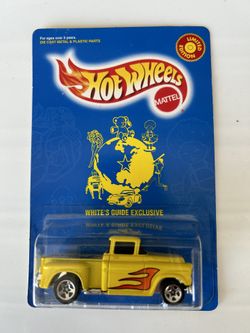 For ages over 3 years.
DIE CAST METAL & PLASTIC PARTS
LIMITED
EDITION
HOT WHEELS
MATTEL
WHITE'S GUIDE EXCLUSIVE